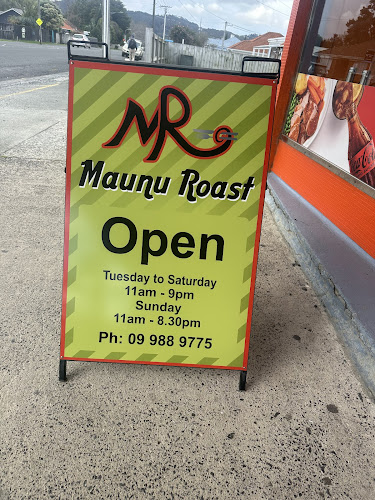 MR
Maunu Roast
Open
Tuesday to Saturday
11am - 9pm
Sunday
11am - 8.30pm
Ph: 09 988 9775